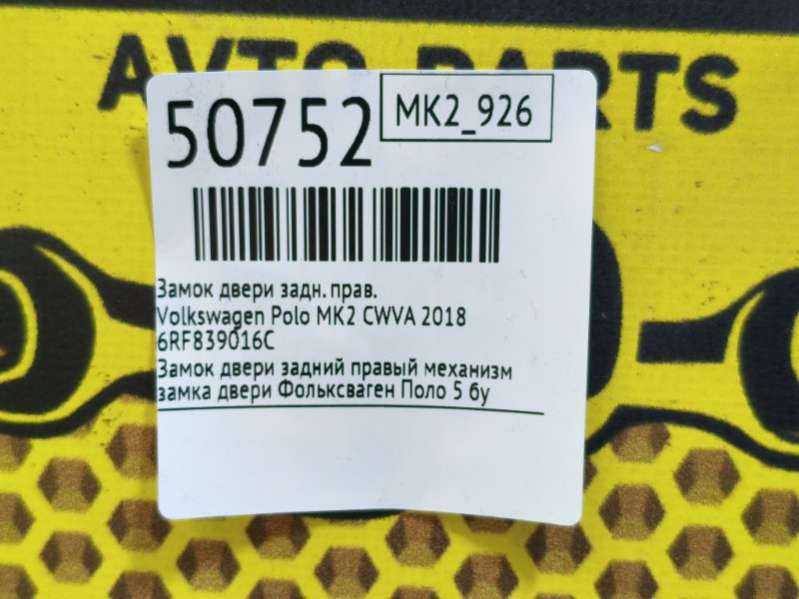 AVTO PARTS
50752
MK2_926
Замок двери задн. прав.
Volkswagen Polo MK2 CWVA 2018
6RF839016C
Замок двери задний правый механизм
замка двери Фольксваген Поло 5 бу